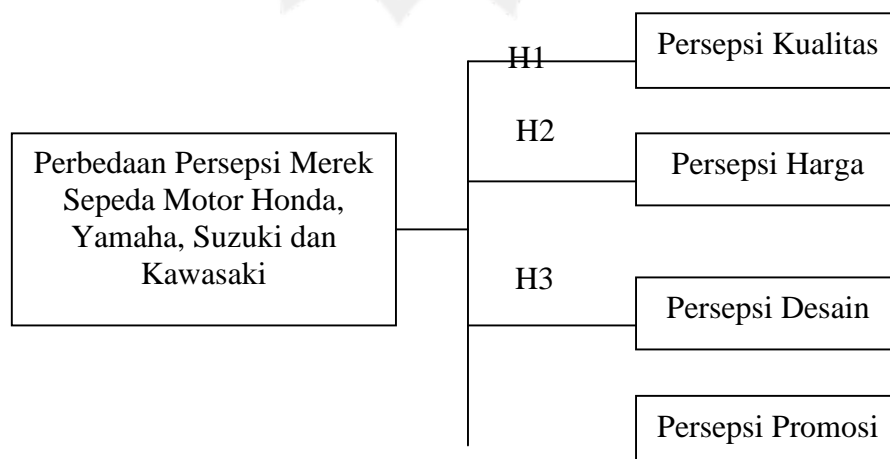 H1
Persepsi Kualitas
H2
Perbedaan Persepsi Merek
Sepeda Motor Honda,
Yamaha, Suzuki dan
Kawasaki
Persepsi Harga
H3
Persepsi Desain
Persepsi Promosi